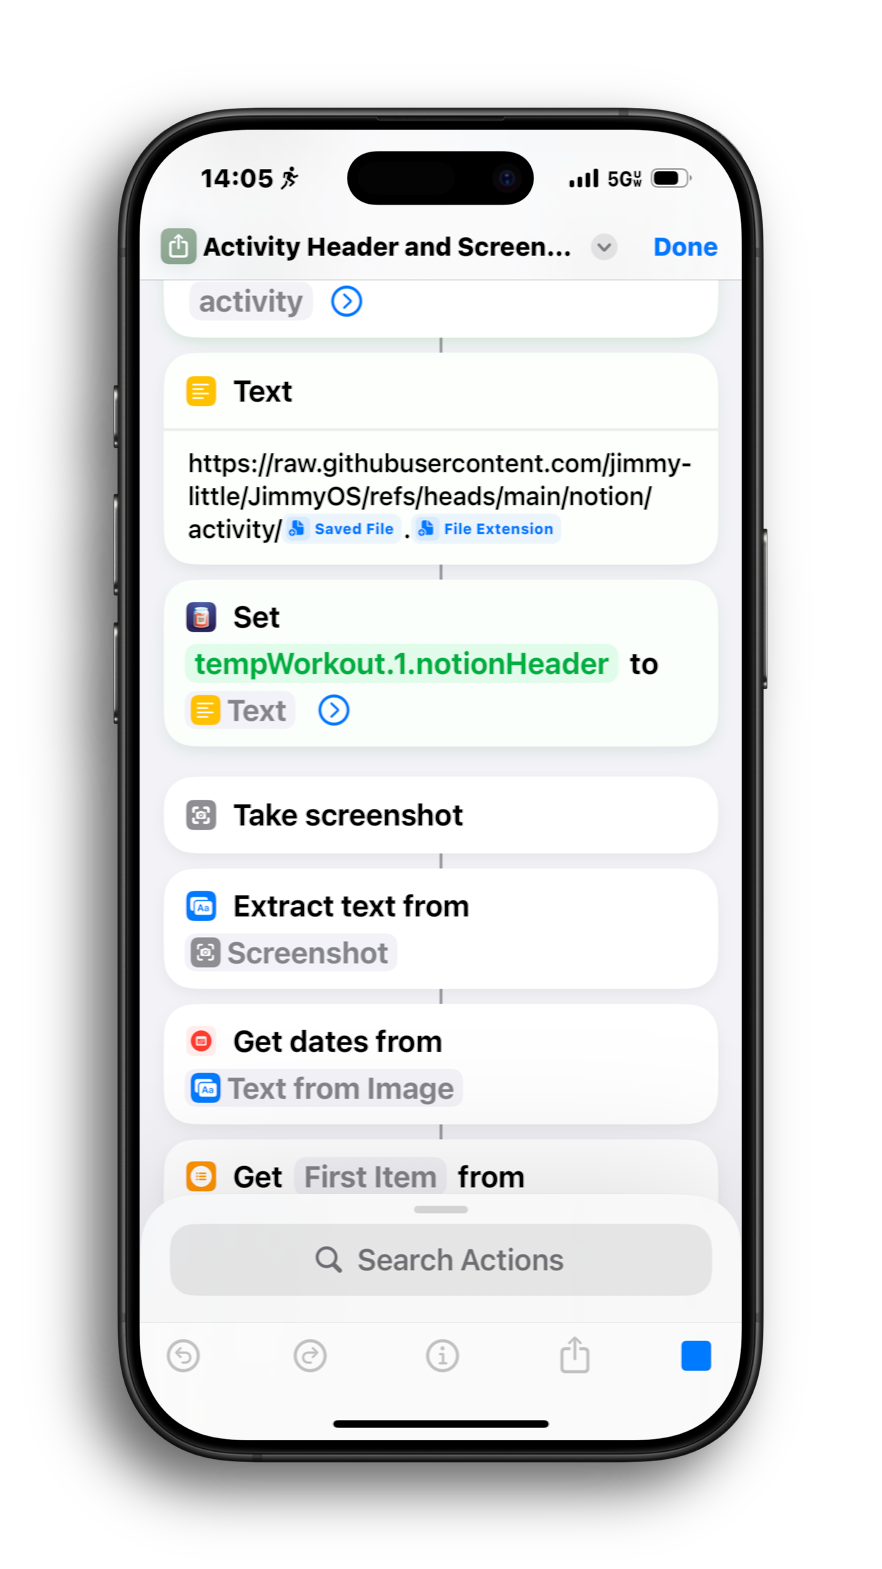 14:05 5G UW
Activity Header and Screen... Done
activity
Text
https://raw.githubusercontent.com/jimmy-
little/JimmyOS/refs/heads/main/notion/
activity/ Saved File . File Extension
Set
tempWorkout.1.notionHeader to
Text
Take screenshot
Extract text from
Screenshot
Get dates from
Text from Image
Get First Item from
Search Actions